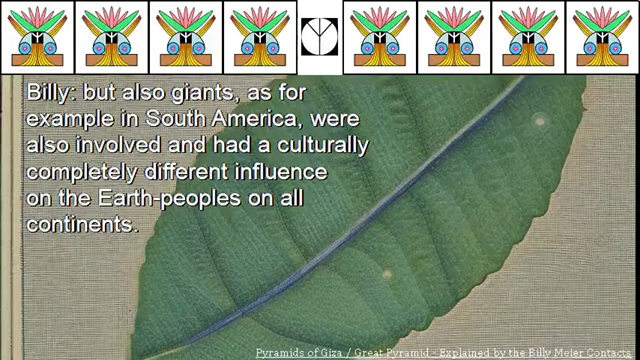 Billy: but also giants, as for
example in South America, were
also involved and had a culturally
completely different influence
on the Earth-peoples on all
continents.
Pyramids of Giza / Great Pyramid - Explained by the Billy Meier Contacts